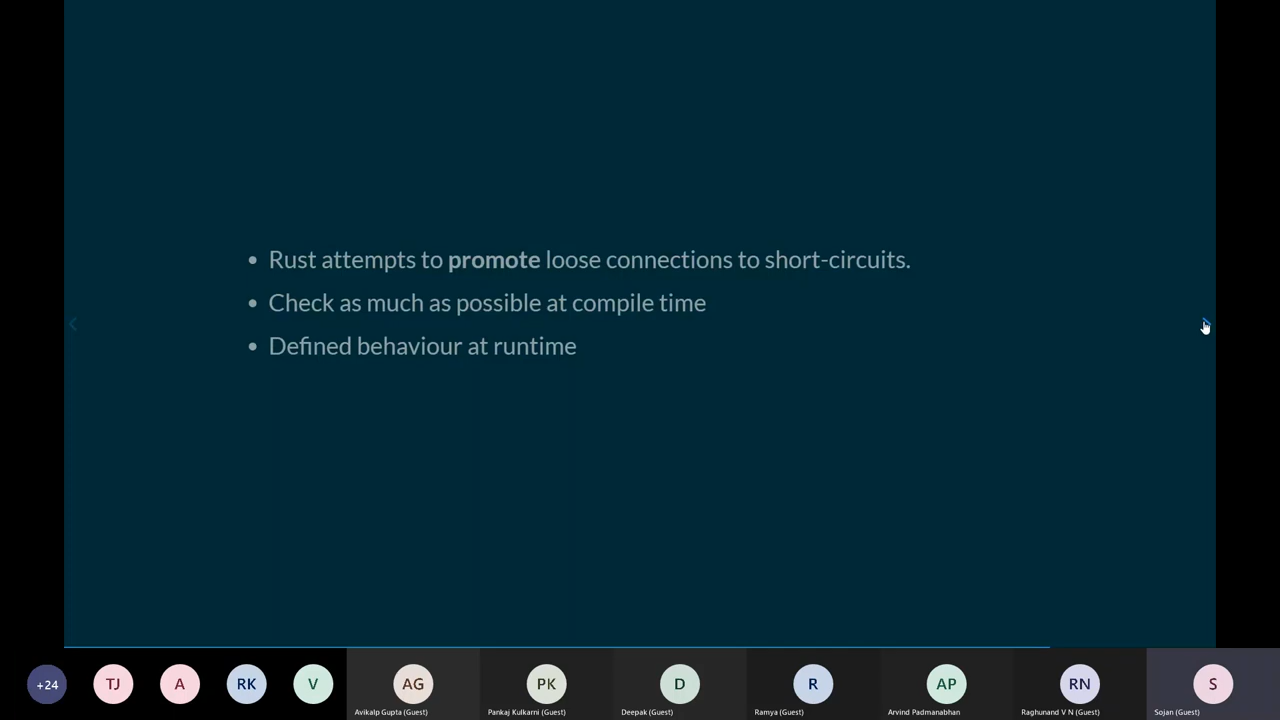 Rust attempts to promote loose connections to short-circuits.
Check as much as possible at compile time
Defined behaviour at runtime
+24
TJ
A
RK
V
AG
PK
D
R
AP
RN
S
Avikalp Gupta (Guest)
Pankaj Kulkarni (Guest)
Deepak (Guest)
Ramya (Guest)
Arvind Padmanabhan
Raghunand V N (Guest)
Sojan (Guest)